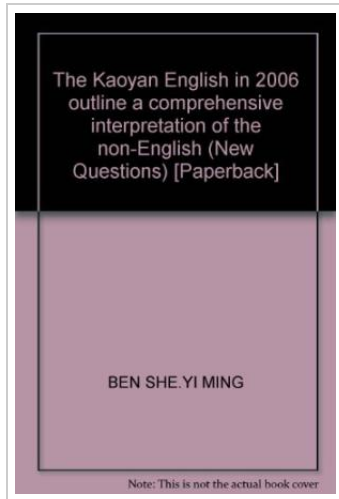 The Kaoyan English in 2006
outline a comprehensive
interpretation of the
non-English (New
Questions) [Paperback]
BEN SHE.YI MING
Note: This is not the actual book cover